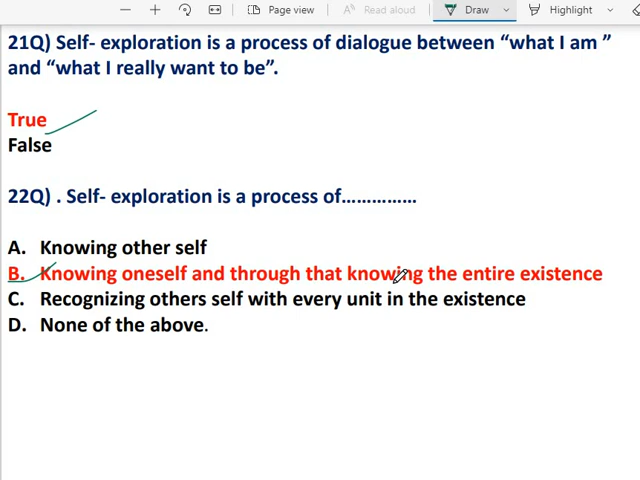 Page view Read aloud Draw Highlight
21Q) Self- exploration is a process of dialogue between “what I am ”
and “what I really want to be”.
True
False
22Q) . Self- exploration is a process of……………
A. Knowing other self
B. Knowing oneself and through that knowing the entire existence
C. Recognizing others self with every unit in the existence
D. None of the above.